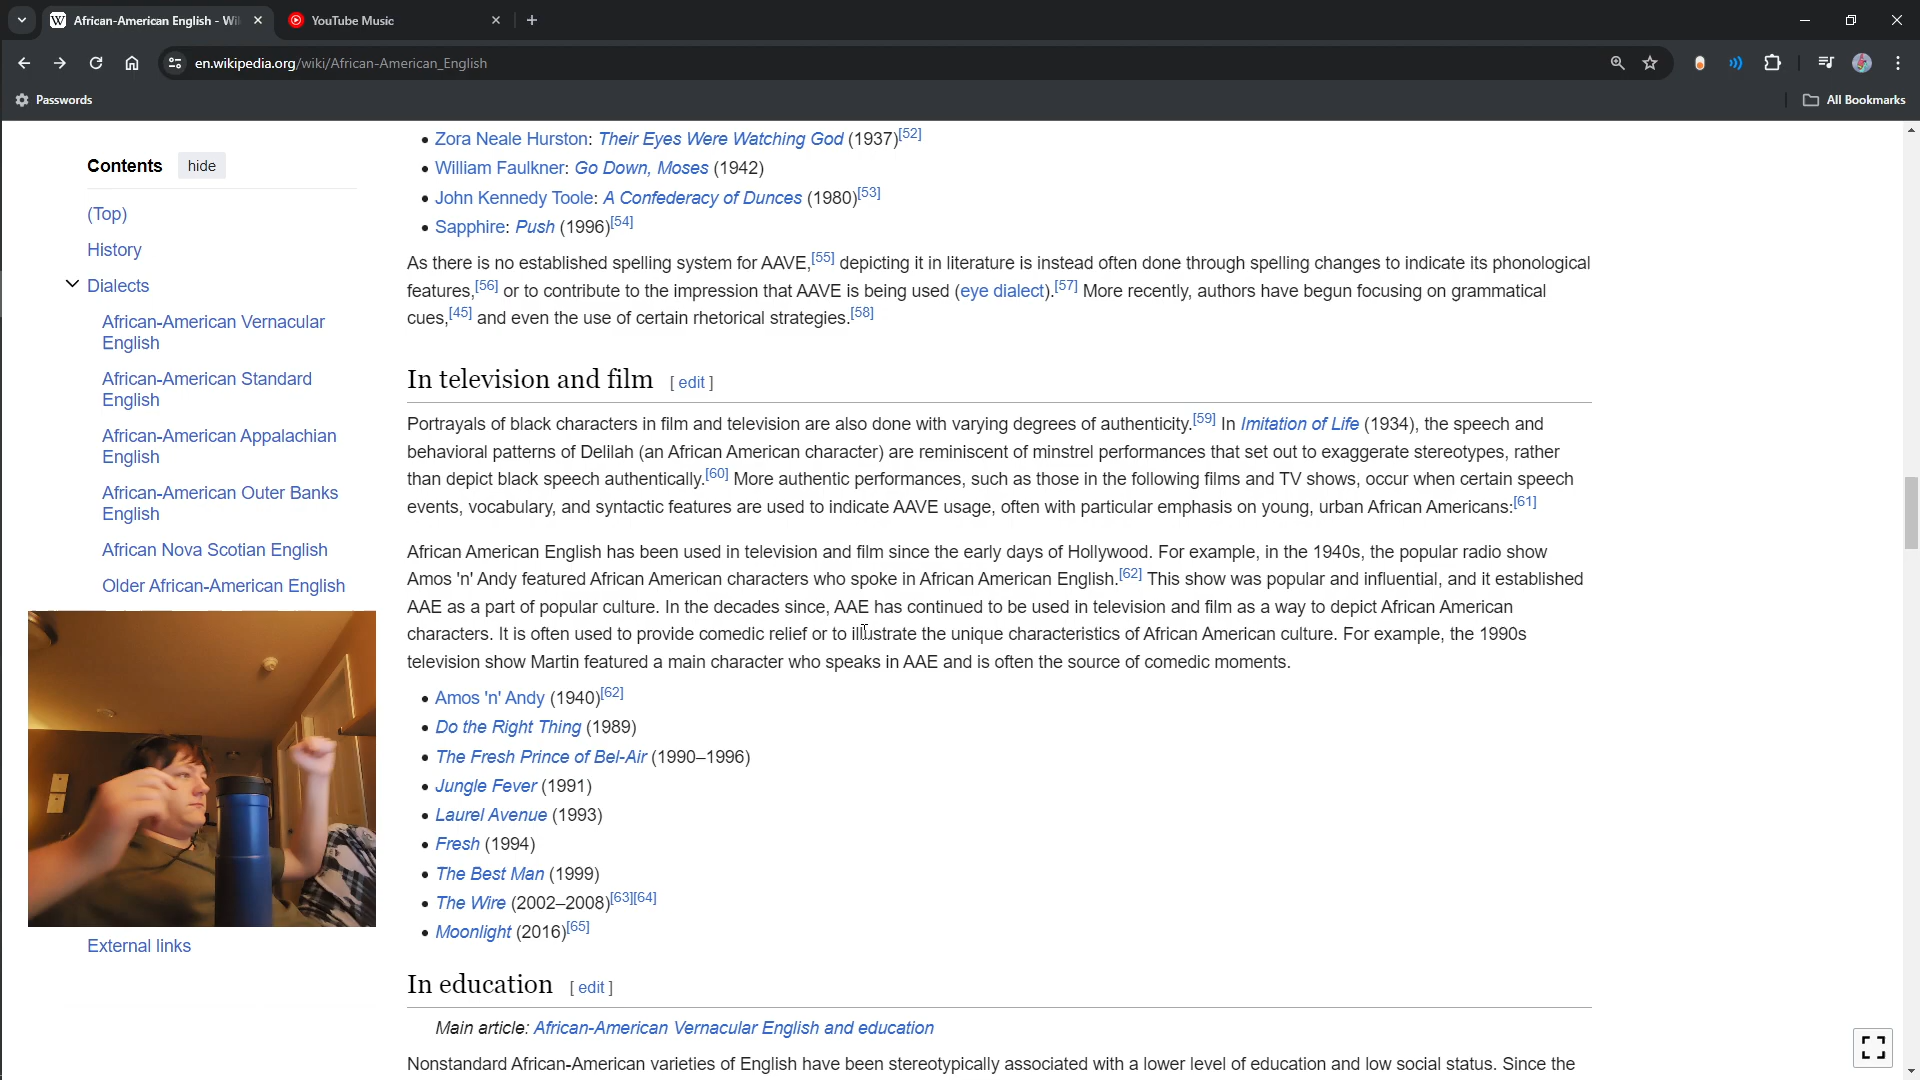 African-American English - Wi
YouTube Music
en.wikipedia.org/wiki/African-American_English
Passwords
All Bookmarks
Contents
hide
(Top)
History
Dialects
African-American Vernacular
English
African-American Standard
English
African-American Appalachian
English
African-American Outer Banks
English
African Nova Scotian English
Older African-American English
External links
• Zora Neale Hurston: Their Eyes Were Watching God (1937)[52]
• William Faulkner: Go Down, Moses (1942)
• John Kennedy Toole: A Confederacy of Dunces (1980)[53]
• Sapphire: Push (1996)[54]
As there is no established spelling system for AAVE,[55] depicting it in literature is instead often done through spelling changes to indicate its phonological
features,[56] or to contribute to the impression that AAVE is being used (eye dialect).[57] More recently, authors have begun focusing on grammatical
cues,[45] and even the use of certain rhetorical strategies.[58]
In television and film [ edit ]
Portrayals of black characters in film and television are also done with varying degrees of authenticity.[59] In Imitation of Life (1934), the speech and
behavioral patterns of Delilah (an African American character) are reminiscent of minstrel performances that set out to exaggerate stereotypes, rather
than depict black speech authentically.[60] More authentic performances, such as those in the following films and TV shows, occur when certain speech
events, vocabulary, and syntactic features are used to indicate AAVE usage, often with particular emphasis on young, urban African Americans:[61]
African American English has been used in television and film since the early days of Hollywood. For example, in the 1940s, the popular radio show
Amos 'n' Andy featured African American characters who spoke in African American English.[62] This show was popular and influential, and it established
AAE as a part of popular culture. In the decades since, AAE has continued to be used in television and film as a way to depict African American
characters. It is often used to provide comedic relief or to illustrate the unique characteristics of African American culture. For example, the 1990s
television show Martin featured a main character who speaks in AAE and is often the source of comedic moments.
• Amos 'n' Andy (1940)[62]
• Do the Right Thing (1989)
• The Fresh Prince of Bel-Air (1990–1996)
• Jungle Fever (1991)
• Laurel Avenue (1993)
• Fresh (1994)
• The Best Man (1999)
• The Wire (2002–2008)[63][64]
• Moonlight (2016)[65]
In education [ edit ]
Main article: African-American Vernacular English and education
Nonstandard African-American varieties of English have been stereotypically associated with a lower level of education and low social status. Since the